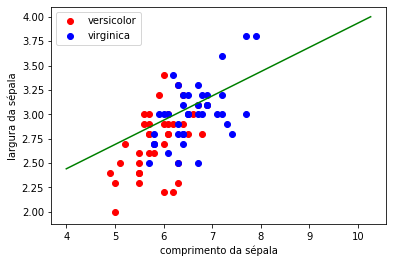 versicolor
virginica
4.00
3.75
3.50
3.25
3.00
2.75
2.50
2.25
2.00
largura da sépala
4 5 6 7 8 9 10
comprimento da sépala